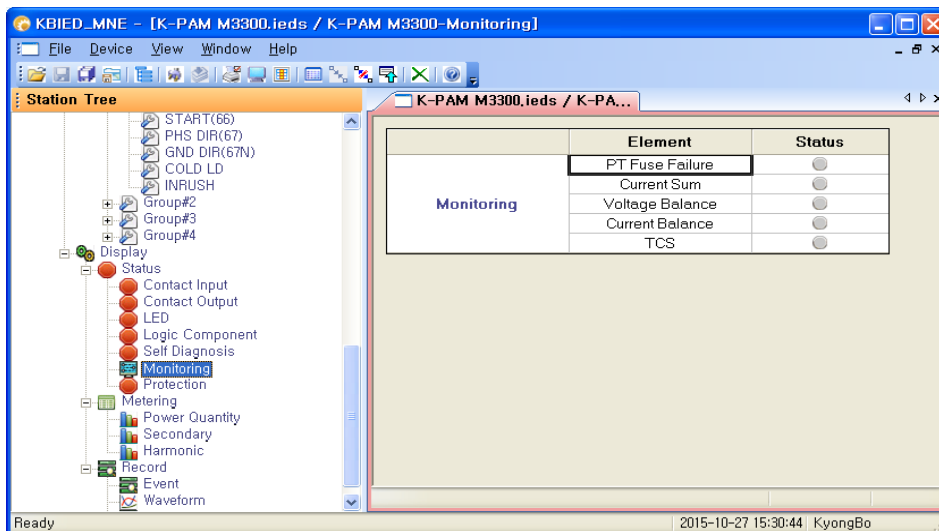 KBIED_MNE - [K-PAM M3300.ieds / K-PAM M3300-Monitoring]
File Device View Window Help
Station Tree
START(66)
PHS DIR(67)
GND DIR(67N)
COLD LD
INRUSH
Group#2
Group#3
Group#4
Display
Status
Contact Input
Contact Output
LED
Logic Component
Self Diagnosis
Monitoring
Protection
Metering
Power Quantity
Secondary
Harmonic
Record
Event
Waveform
K-PAM M3300.ieds / K-PA...
Element Status
Monitoring
PT Fuse Failure
Current Sum
Voltage Balance
Current Balance
TCS
Ready
2015-10-27 15:30:44 KyongBo